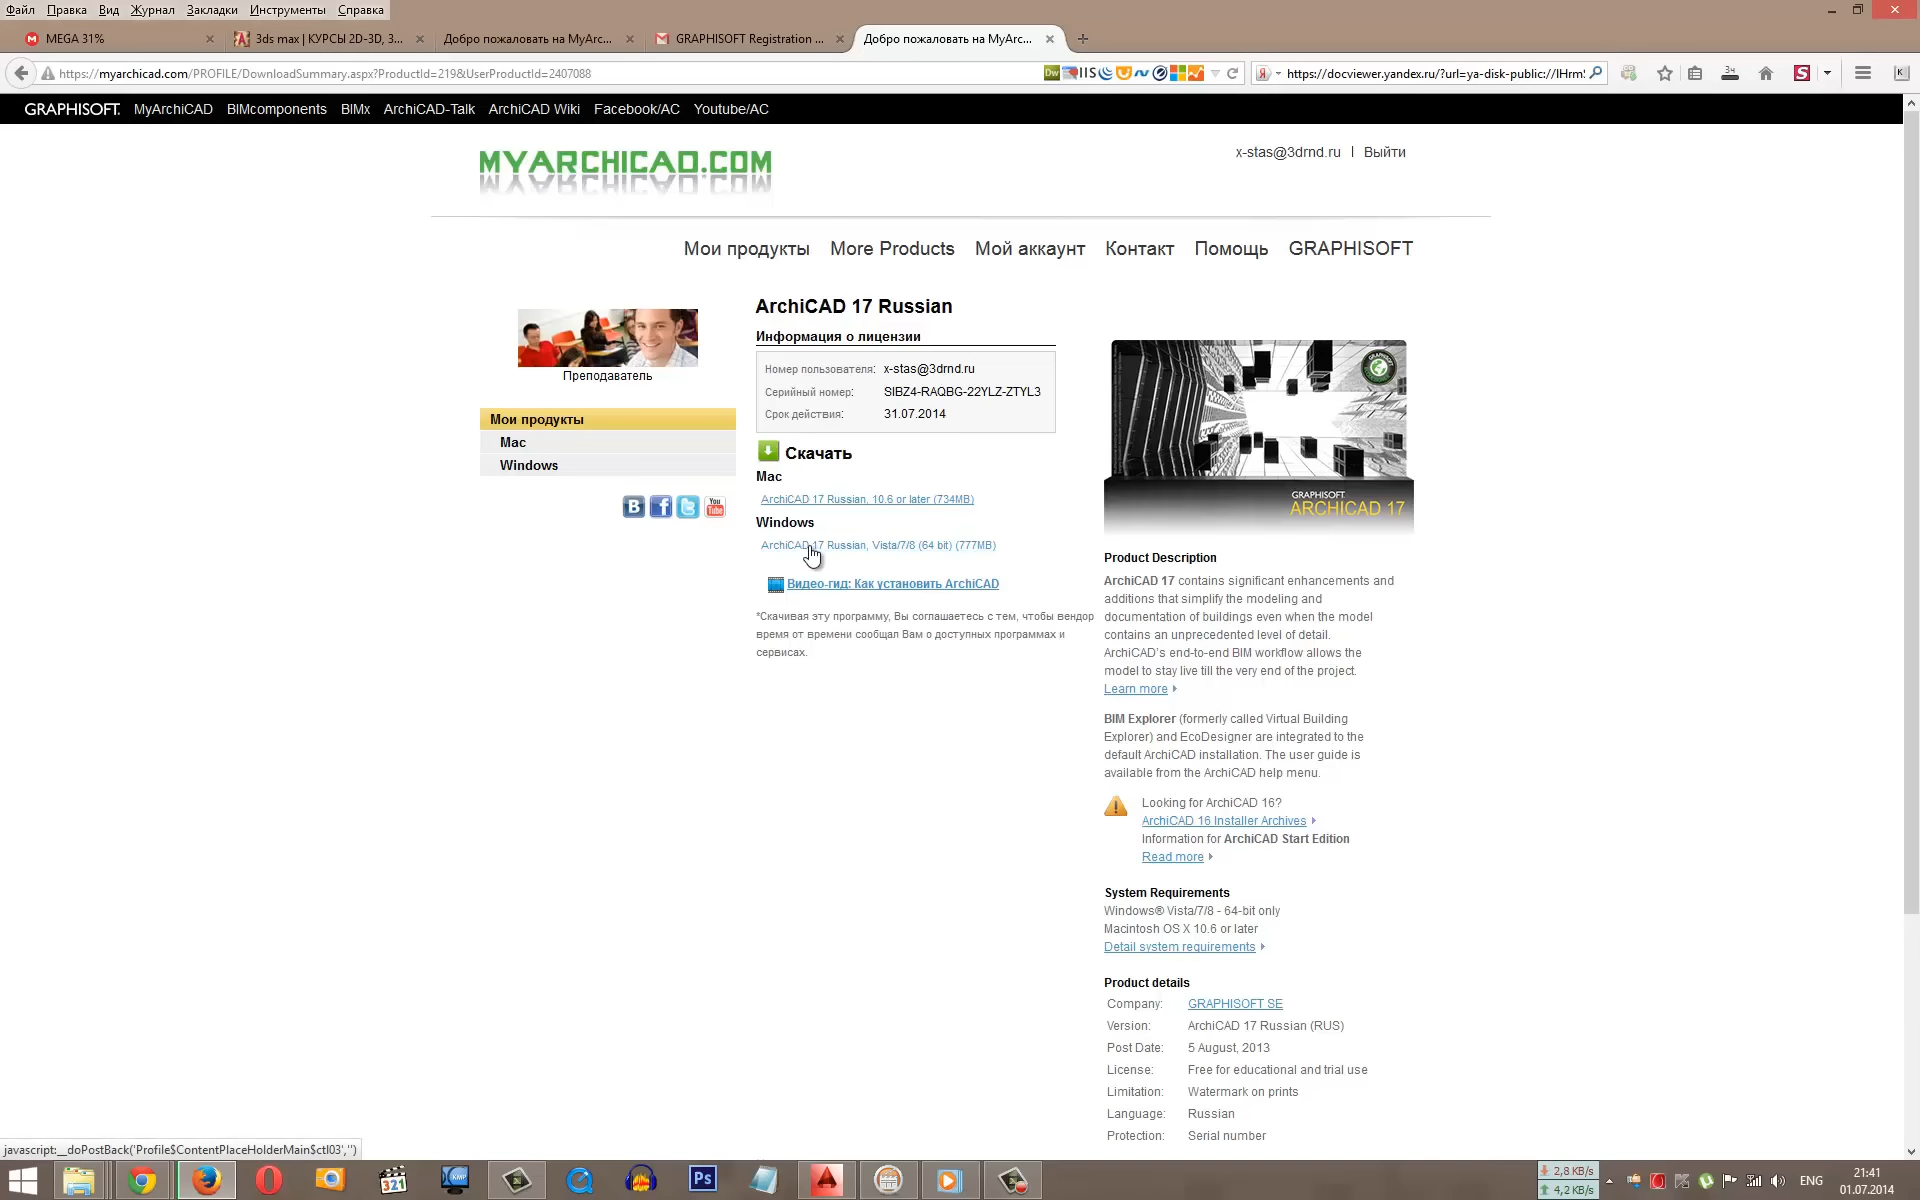 Файл Правка Вид Журнал Закладки Инструменты Справка
MEGA 31%
3ds max | КУРСЫ 2D-3D, 3...
Добро пожаловать на MyArc...
GRAPHISOFT Registration ...
Добро пожаловать на MyArc...
https://myarchicad.com/PROFILE/DownloadSummary.aspx?ProductId=219&UserProductId=2407088
https://docviewer.yandex.ru/?url=ya-disk-public://lHrm
GRAPHISOFT. MyArchiCAD BIMcomponents BIMx ArchiCAD-Talk ArchiCAD Wiki Facebook/AC Youtube/AC
MYARCHICAD.COM
x-stas@3drnd.ru | Выйти
Мои продукты More Products Мой аккаунт Контакт Помощь GRAPHISOFT
Преподаватель
Мои продукты
Mac
Windows
ArchiCAD 17 Russian
Информация о лицензии
Номер пользователя: x-stas@3drnd.ru
Серийный номер: SIBZ4-RAQBG-22YLZ-ZTYL3
Срок действия: 31.07.2014
Скачать
Mac
ArchiCAD 17 Russian, 10.6 or later (734MB)
Windows
ArchiCAD 17 Russian, Vista/7/8 (64 bit) (777MB)
Видео-гид: Как установить ArchiCAD
*Скачивая эту программу, Вы соглашаетесь с тем, чтобы вендор
время от времени сообщал Вам о доступных программах и
сервисах.
GRAPHISOFT.
ARCHICAD 17
Product Description
ArchiCAD 17 contains significant enhancements and
additions that simplify the modeling and
documentation of buildings even when the model
contains an unprecedented level of detail.
ArchiCAD's end-to-end BIM workflow allows the
model to stay live till the very end of the project.
Learn more
BIM Explorer (formerly called Virtual Building
Explorer) and EcoDesigner are integrated to the
default ArchiCAD installation. The user guide is
available from the ArchiCAD help menu.
Looking for ArchiCAD 16?
ArchiCAD 16 Installer Archives
Information for ArchiCAD Start Edition
Read more
System Requirements
Windows® Vista/7/8 - 64-bit only
Macintosh OS X 10.6 or later
Detail system requirements
Product details
Company: GRAPHISOFT SE
Version: ArchiCAD 17 Russian (RUS)
Post Date: 5 August, 2013
License: Free for educational and trial use
Limitation: Watermark on prints
Language: Russian
Protection: Serial number
javascript:__doPostBack('Profile$ContentPlaceHolderMain$ctl03','')
321
Ps
2,8 KB/s
4,2 KB/s
ENG
21:41
01.07.2014